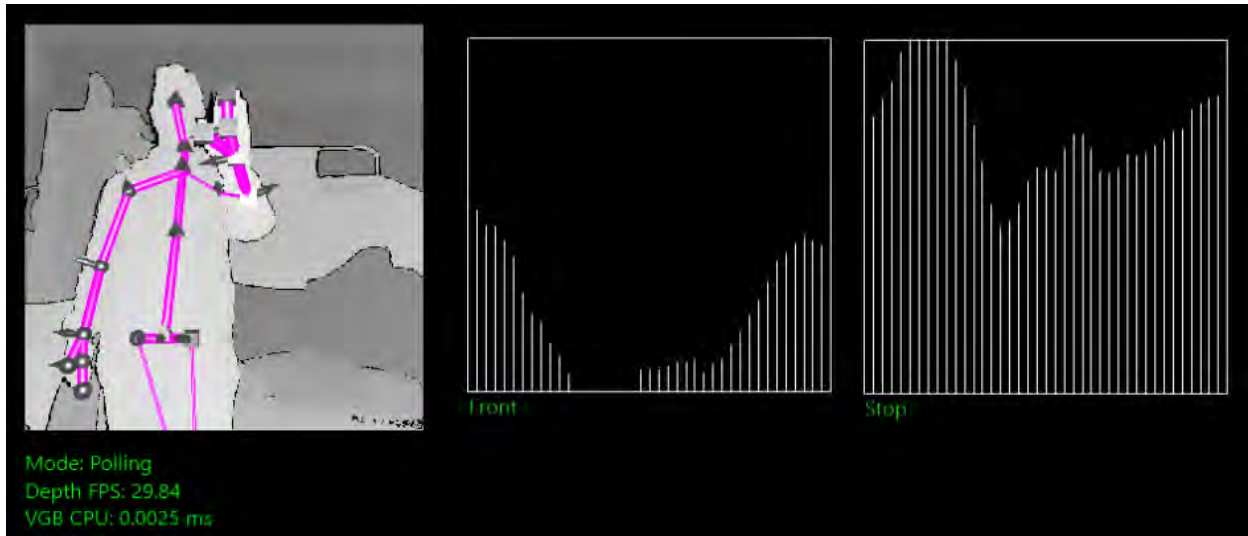 Front
Stop
Mode: Polling
Depth FPS: 29.84
VGB CPU: 0.0025 ms